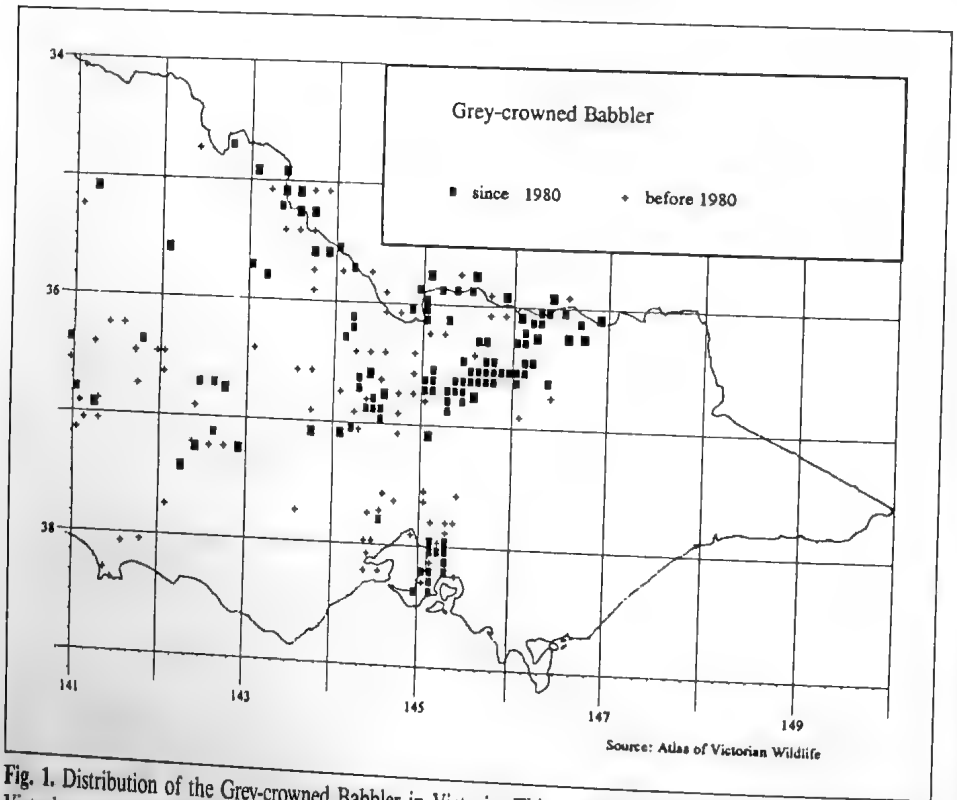 34
Grey-crowned Babbler
since 1980
before 1980
36
38
141
143
145
147
149
Source: Atlas of Victorian Wildlife
Fig. 1. Distribution of the Grey-crowned Babbler in